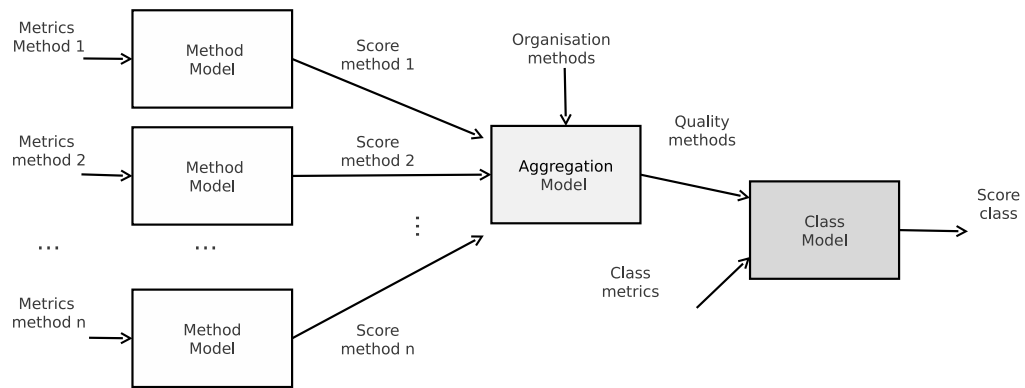 Metrics
Method 1
Method
Model
Score
method 1
Organisation
methods
Metrics
method 2
Method
Model
Score
method 2
Aggregation
Model
Quality
methods
Class
Model
Score
class
...
...
...
Class
metrics
Metrics
method n
Method
Model
Score
method n